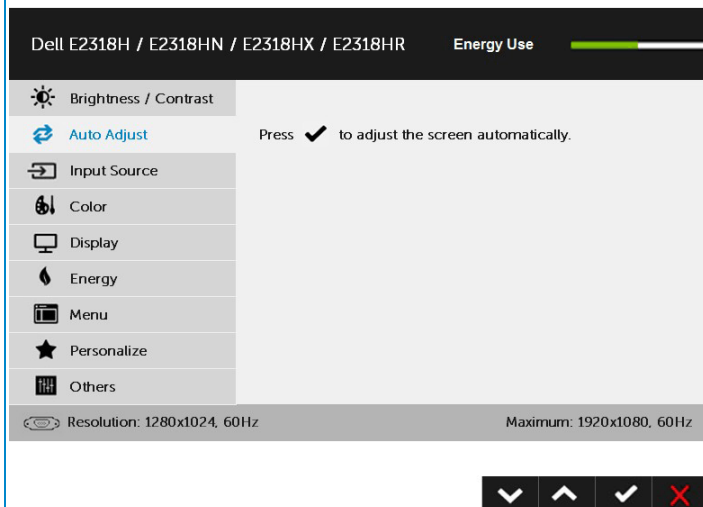 Dell E2318H / E2318HN / E2318HX / E2318HR Energy Use
Brightness / Contrast
Auto Adjust
Press ✔ to adjust the screen automatically.
Input Source
Color
Display
Energy
Menu
Personalize
Others
Resolution: 1280x1024, 60Hz Maximum: 1920x1080, 60Hz